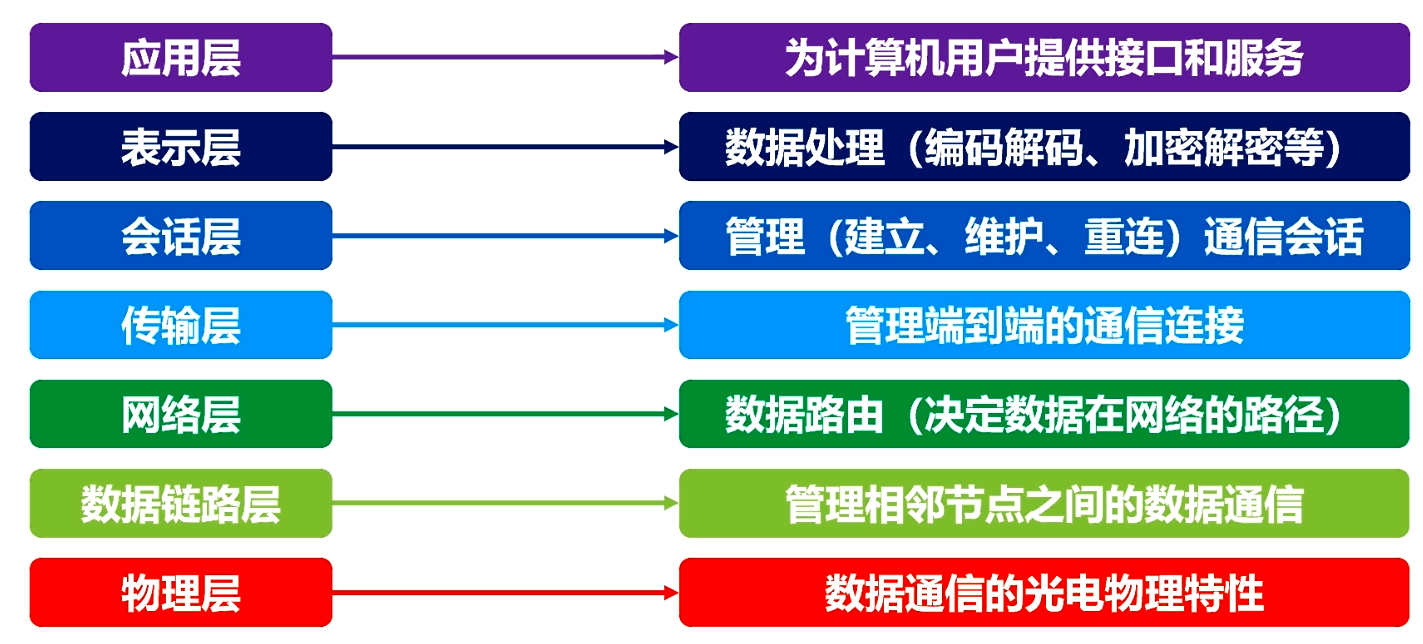 应用层
为计算机用户提供接口和服务
表示层
数据处理（编码解码、加密解密等）
会话层
管理（建立、维护、重连）通信会话
传输层
管理端到端的通信连接
网络层
数据路由（决定数据在网络的路径）
数据链路层
管理相邻节点之间的数据通信
物理层
数据通信的光电物理特性